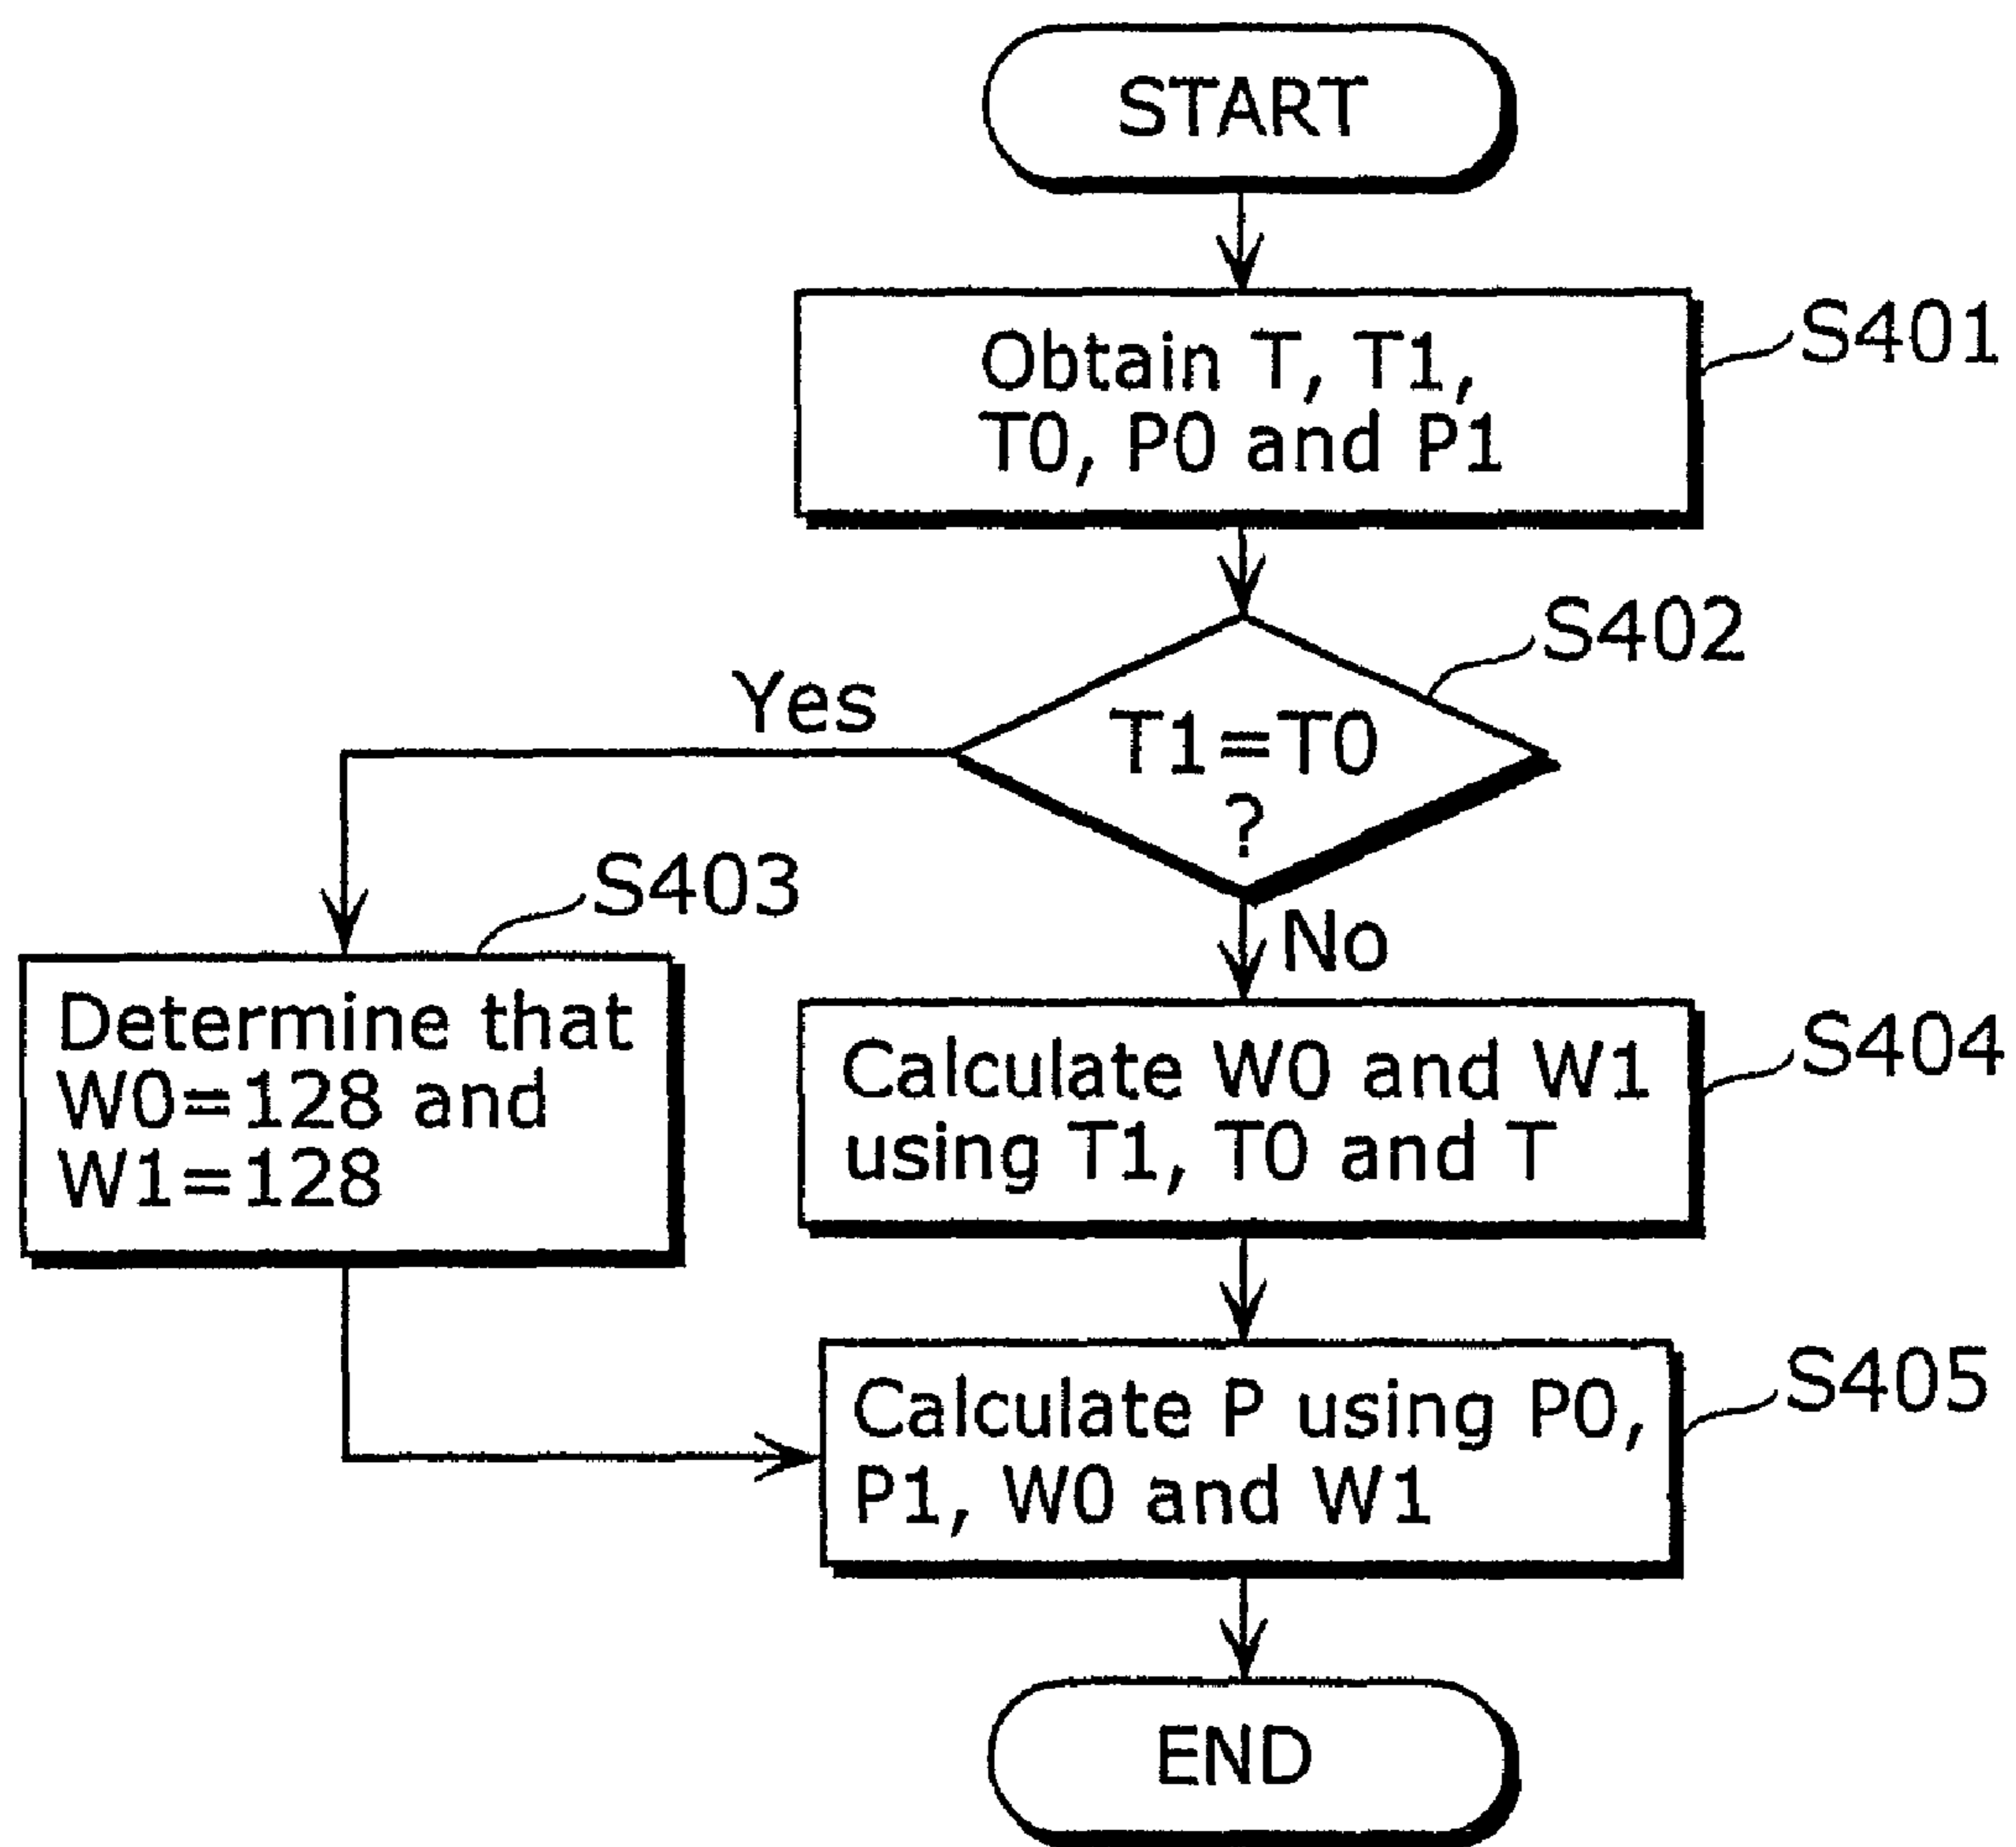 START
Obtain T, T1,
T0, P0 and P1
S401
T1=T0
?
S402
Yes
No
Determine that
W0=128 and
W1=128
S403
Calculate W0 and W1
using T1, T0 and T
S404
Calculate P using P0,
P1, W0 and W1
S405
END